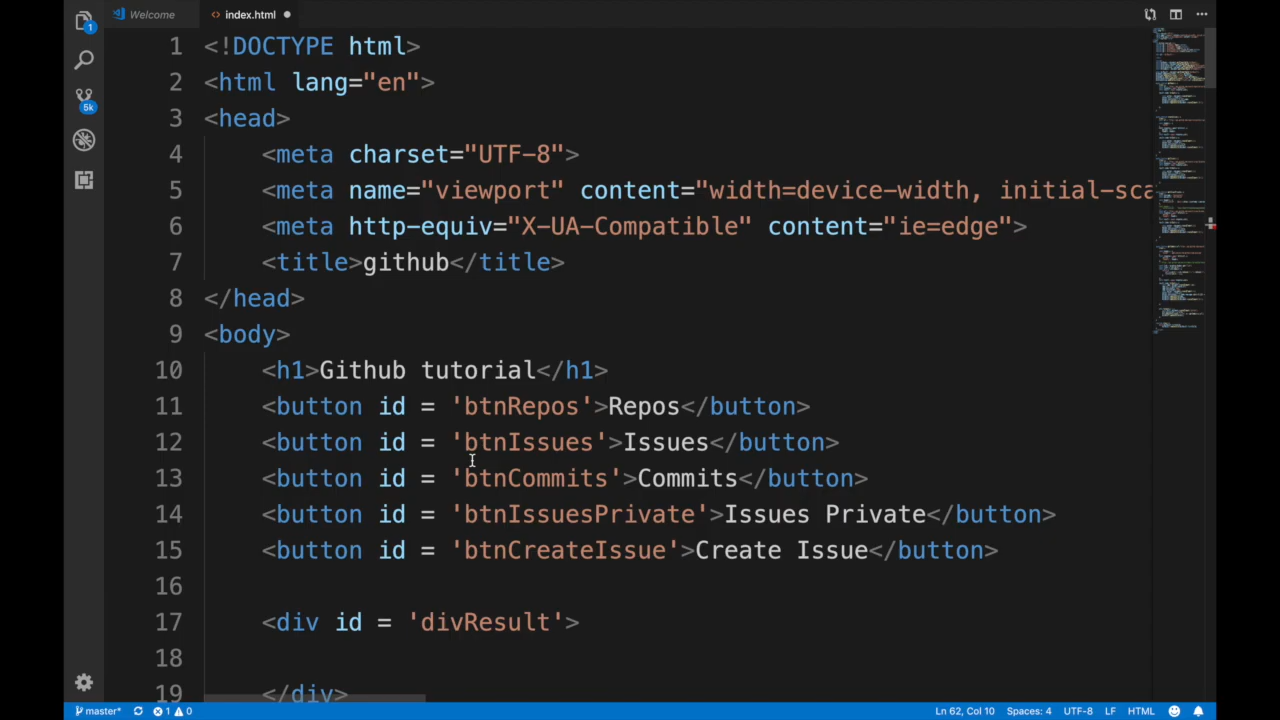 Welcome
<> index.html
1 <!DOCTYPE html>
2 <html lang="en">
3 <head>
4 <meta charset="UTF-8">
5 <meta name="viewport" content="width=device-width, initial-sca
6 <meta http-equiv="X-UA-Compatible" content="ie=edge">
7 <title>github</title>
8 </head>
9 <body>
10 <h1>Github tutorial</h1>
11 <button id = 'btnRepos'>Repos</button>
12 <button id = 'btnIssues'>Issues</button>
13 <button id = 'btnCommits'>Commits</button>
14 <button id = 'btnIssuesPrivate'>Issues Private</button>
15 <button id = 'btnCreateIssue'>Create Issue</button>
16
17 <div id = 'divResult'>
18
19 </div>
1
5k
master* 1 0 Ln 62, Col 10 Spaces: 4 UTF-8 LF HTML